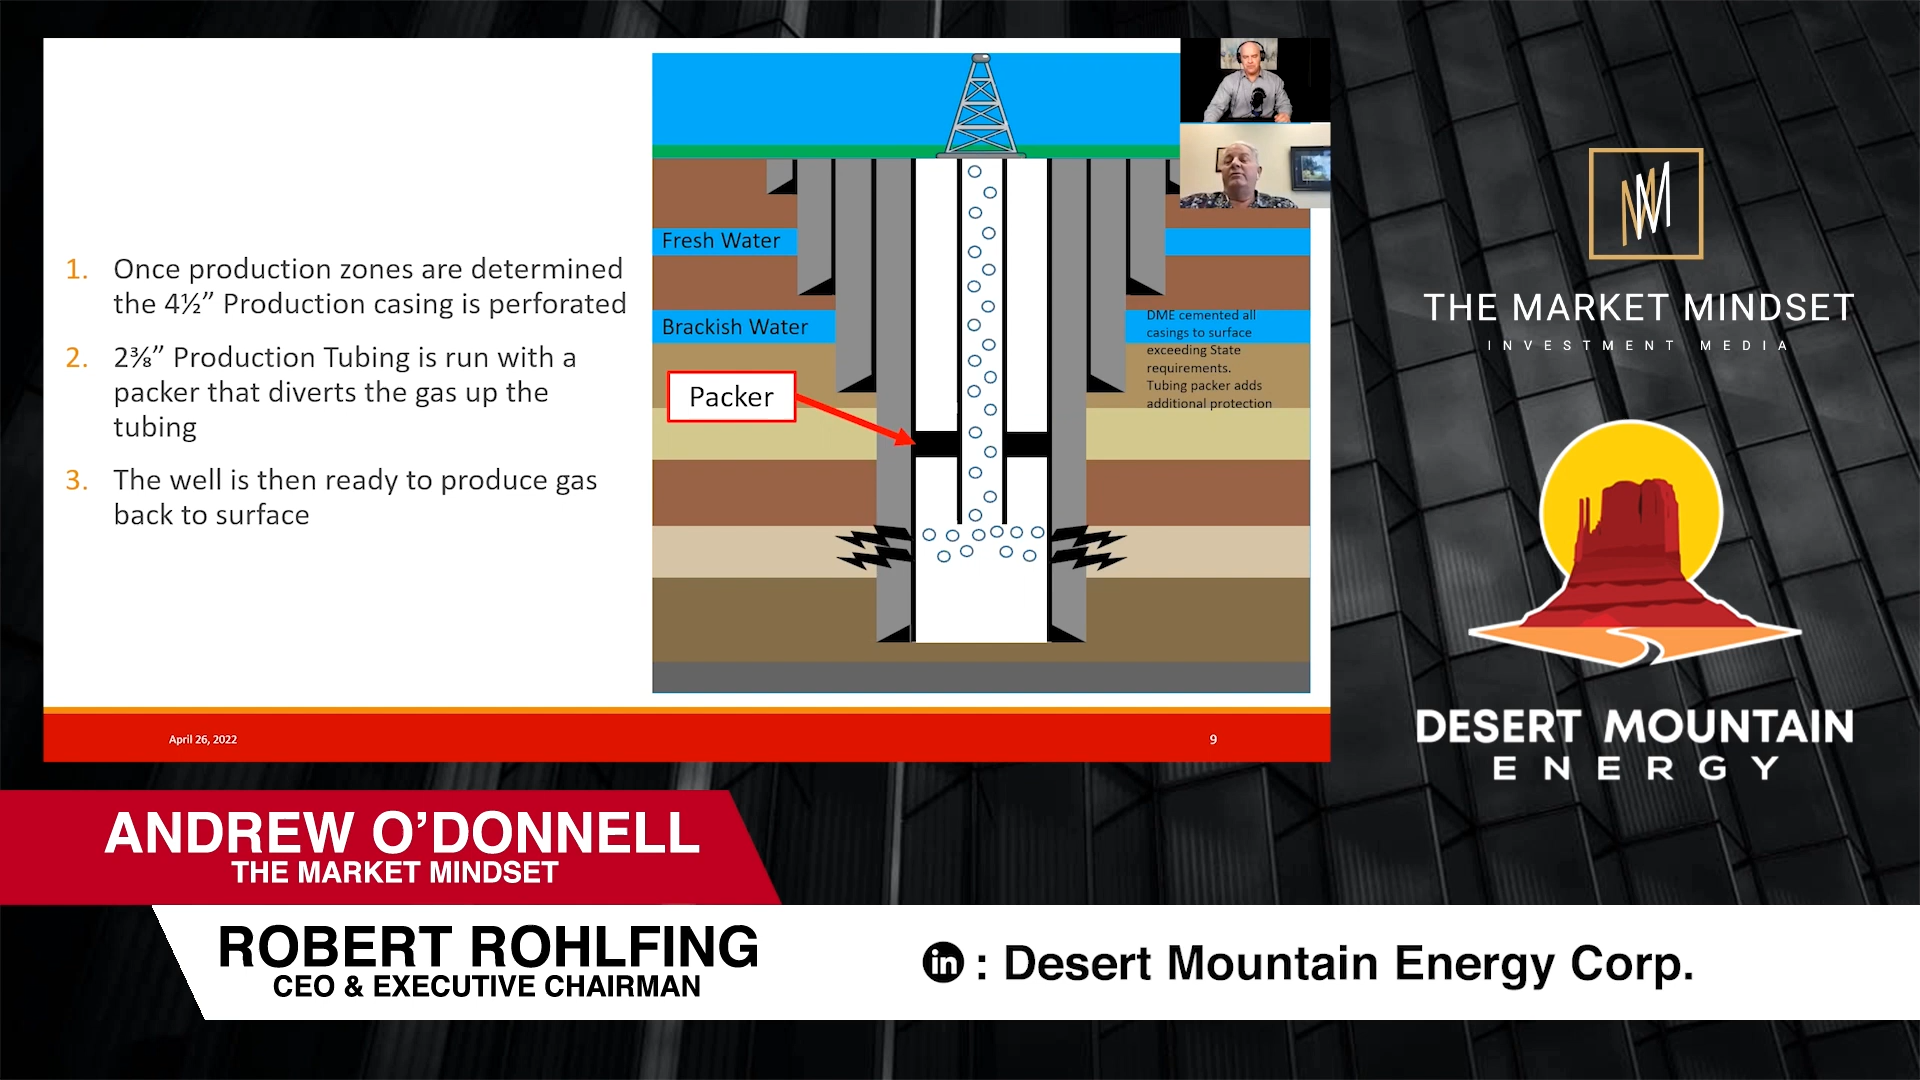 1. Once production zones are determined
the 4½” Production casing is perforated
2. 2⅜” Production Tubing is run with a
packer that diverts the gas up the
tubing
3. The well is then ready to produce gas
back to surface
Fresh Water
Brackish Water
Packer
DME cemented all
casings to surface
exceeding State
requirements.
Tubing packer adds
additional protection
April 26, 2022
9
THE MARKET MINDSET
INVESTMENT MEDIA
DESERT MOUNTAIN
ENERGY
ANDREW O’DONNELL
THE MARKET MINDSET
ROBERT ROHLFING
CEO & EXECUTIVE CHAIRMAN
in : Desert Mountain Energy Corp.